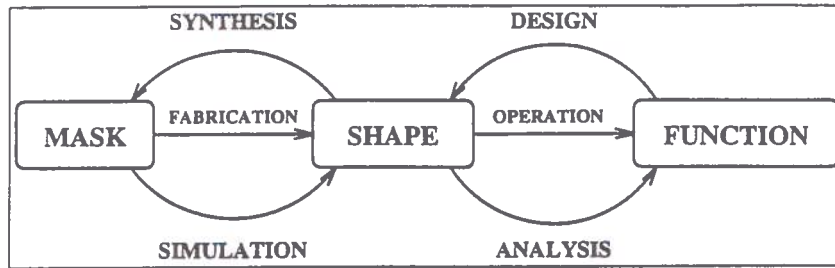 SYNTHESIS DESIGN
MASK FABRICATION SHAPE OPERATION FUNCTION
SIMULATION ANALYSIS